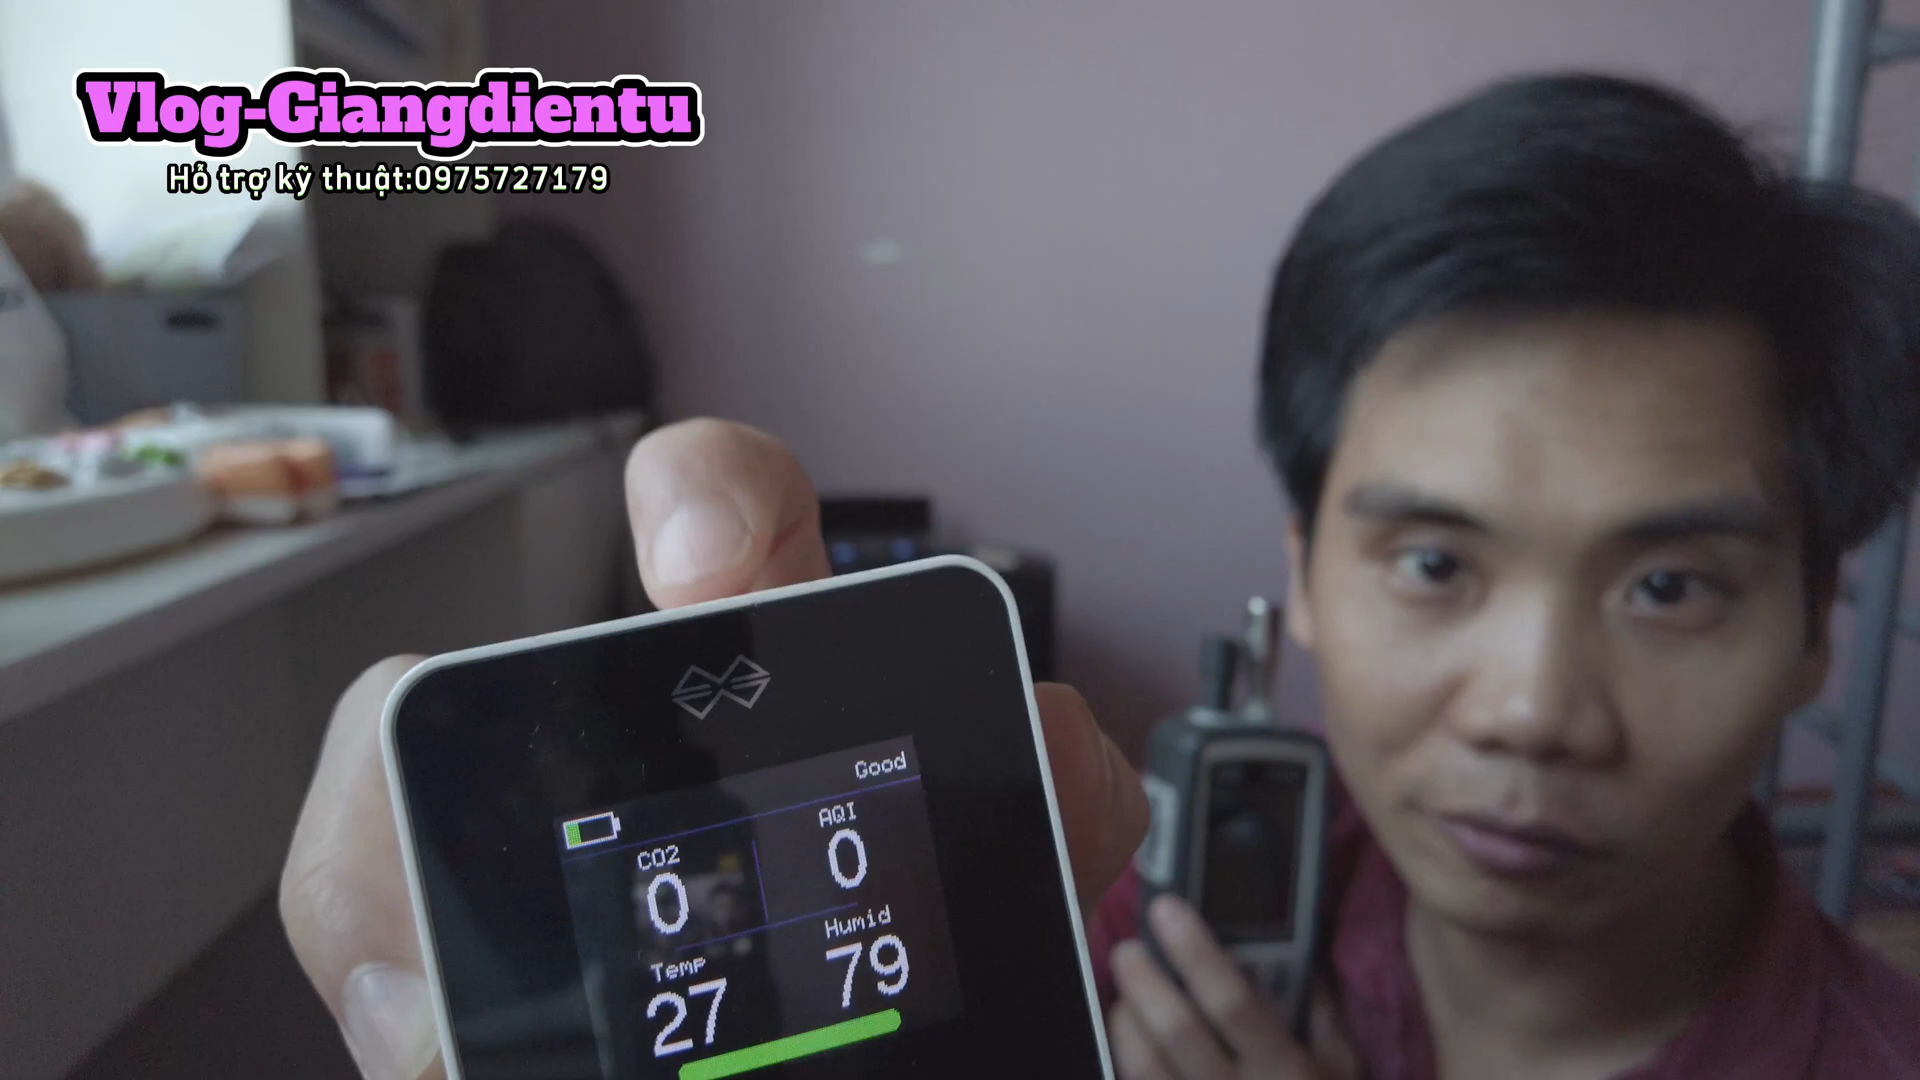 Vlog-Giangdientu
Hỗ trợ kỹ thuật:0975727179
Good
CO2
AQI
0
0
Temp
Humid
27
79